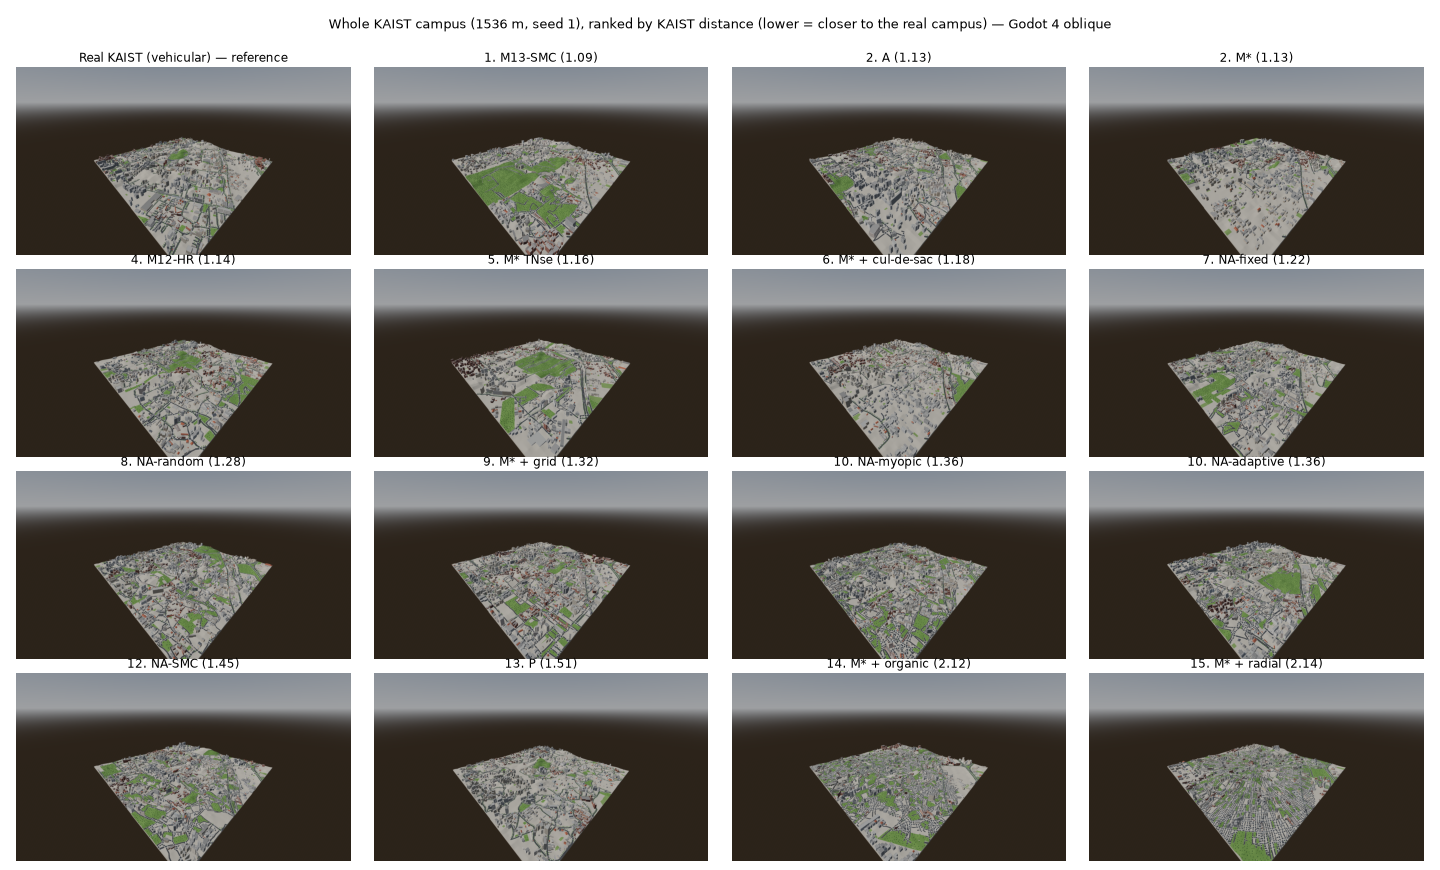 Whole KAIST campus (1536 m, seed 1), ranked by KAIST distance (lower = closer to the real campus) — Godot 4 oblique
Real KAIST (vehicular) — reference
1. M13-SMC (1.09)
2. A (1.13)
2. M* (1.13)
4. M12-HR (1.14)
5. M* TNse (1.16)
6. M* + cul-de-sac (1.18)
7. NA-fixed (1.22)
8. NA-random (1.28)
9. M* + grid (1.32)
10. NA-myopic (1.36)
10. NA-adaptive (1.36)
12. NA-SMC (1.45)
13. P (1.51)
14. M* + organic (2.12)
15. M* + radial (2.14)